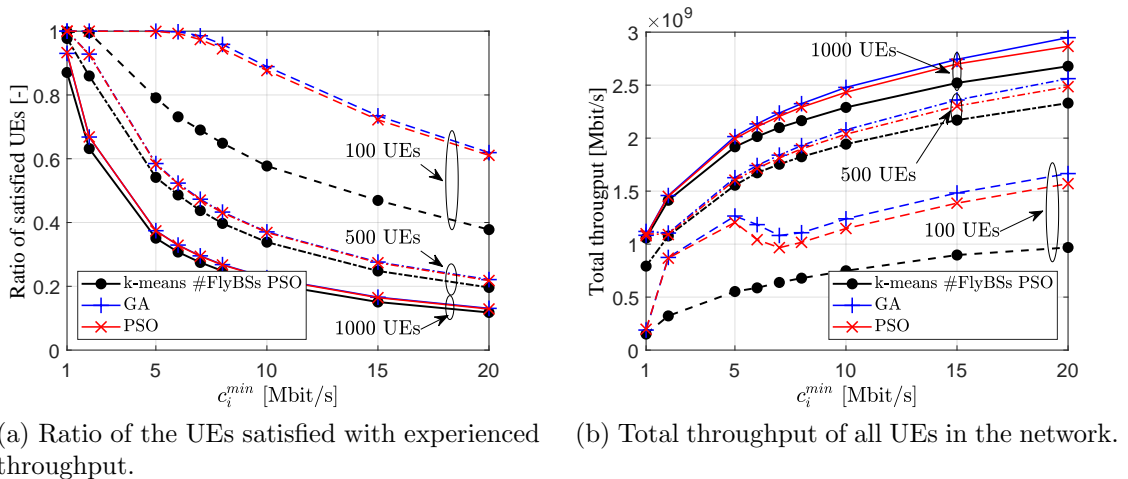 1
0.8
0.6
0.4
0.2
0
Ratio of satisfied UEs [-]
100 UEs
500 UEs
1000 UEs
k-means #FlyBSs PSO
GA
PSO
1 5 10 15 20
c_i^{min} [Mbit/s]
(a) Ratio of the UEs satisfied with experienced
throughput.
×10^9
3
2.5
2
1.5
1
0.5
0
Total througput [Mbit/s]
1000 UEs
500 UEs
100 UEs
k-means #FlyBSs PSO
GA
PSO
1 5 10 15 20
c_i^{min} [Mbit/s]
(b) Total throughput of all UEs in the network.